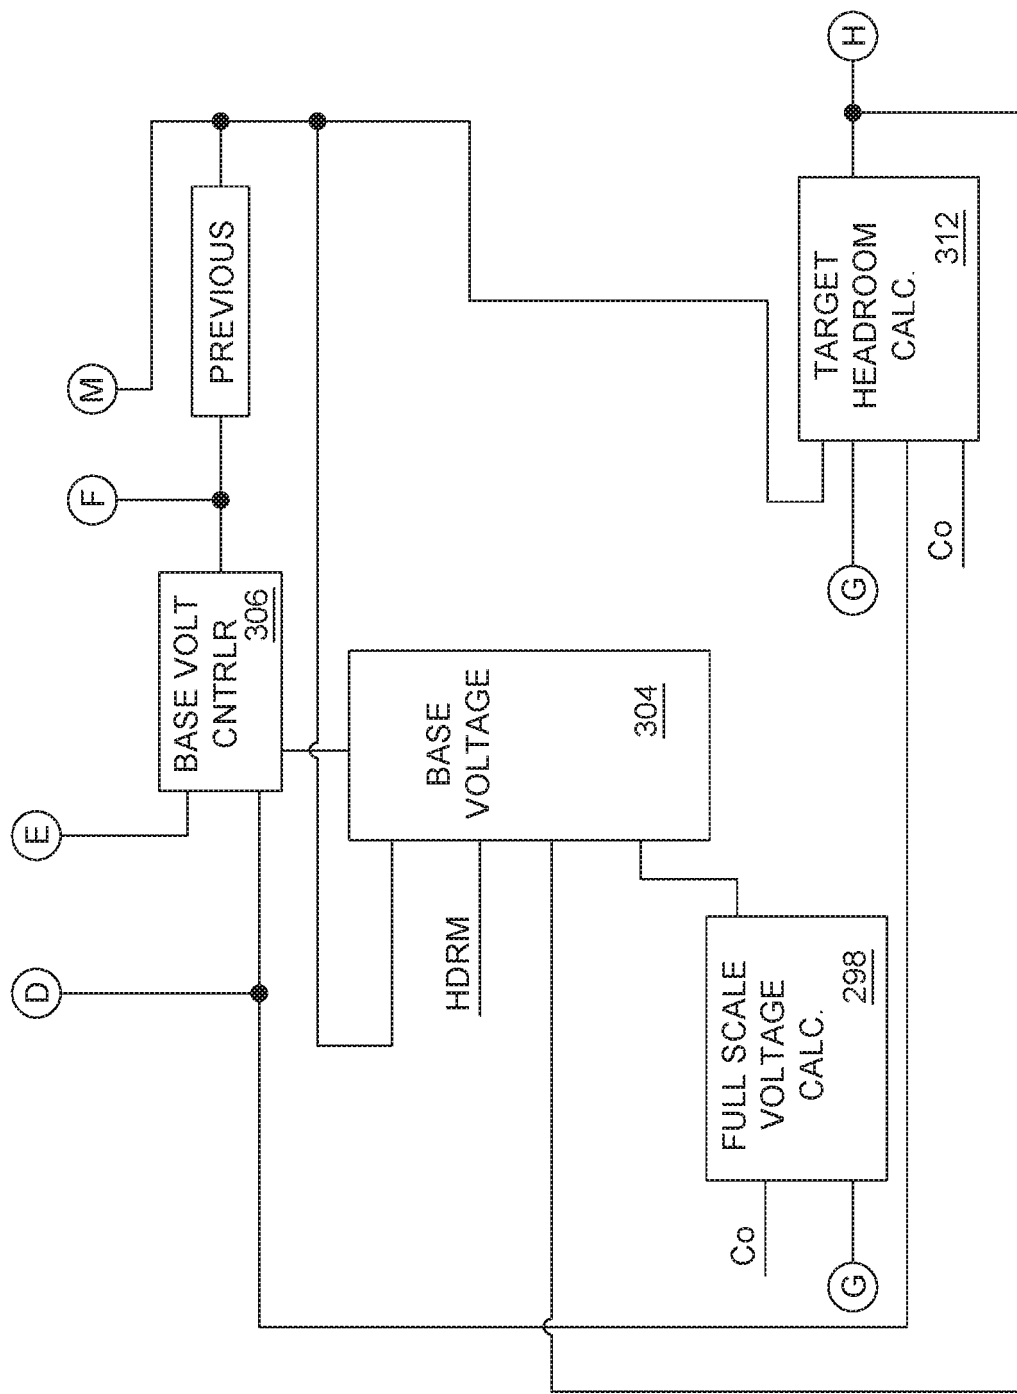 D
E
F
M
BASE VOLT
CNTRLR
306
PREVIOUS
HDRM
BASE
VOLTAGE
304
Co
G
FULL SCALE
VOLTAGE
CALC.
298
G
Co
TARGET
HEADROOM
CALC.
312
H